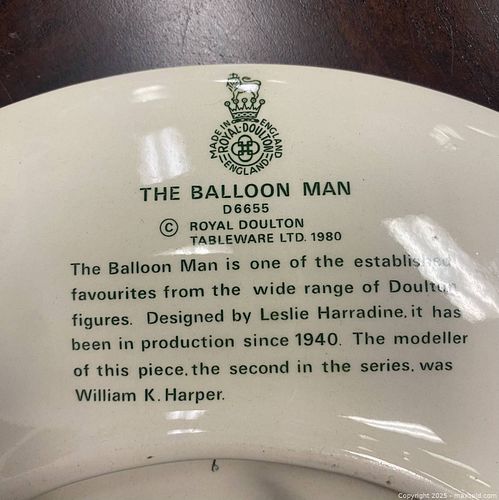 MADE IN ENGLAND
ROYAL·DOULTON
ENGLAND
THE BALLOON MAN
D6655
© ROYAL DOULTON
TABLEWARE LTD. 1980
The Balloon Man is one of the established
favourites from the wide range of Doulton
figures. Designed by Leslie Harradine, it has
been in production since 1940. The modeller
of this piece, the second in the series, was
William K. Harper.
b
Copyright 2025 - maxsold.com